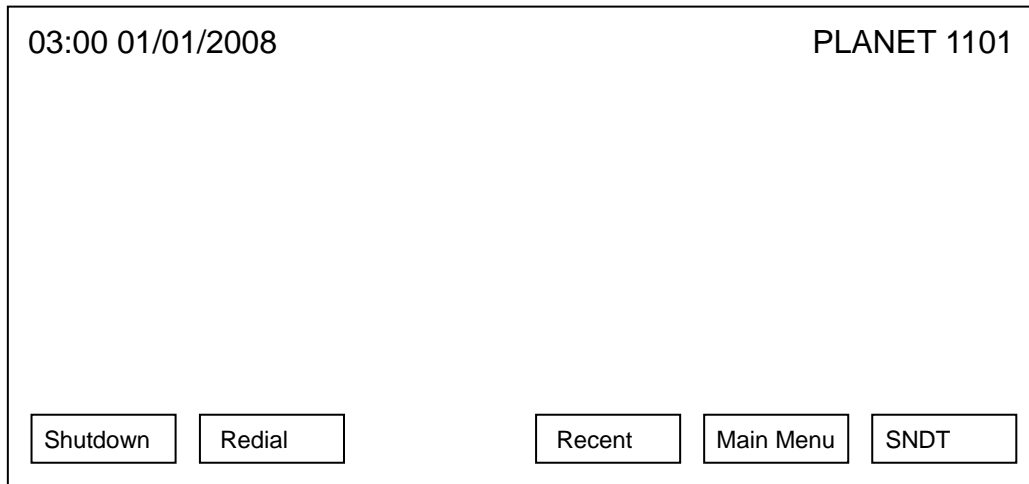 03:00 01/01/2008 PLANET 1101
Shutdown Redial Recent Main Menu SNDT